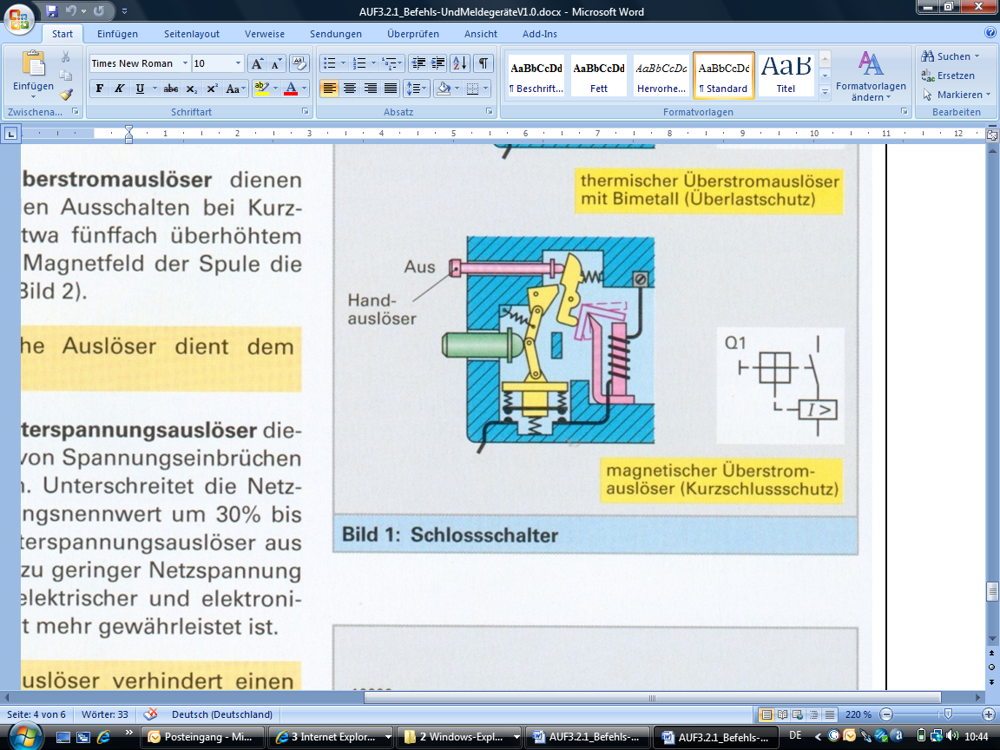 AUF3.2.1_Befehls-UndMeldegeräteV1.0.docx - Microsoft Word
Start Einfügen Seitenlayout Verweise Sendungen Überprüfen Ansicht Add-Ins
Einfügen
Times New Roman 10
F K U abc x₂ x² Aa
AaBbCcDd AaBbCcDd AaBbCcDd AaBbCcDd AaB
¶ Beschrift... Fett Hervorhe... ¶ Standard Titel
Formatvorlagen
ändern
Suchen
Ersetzen
Markieren
Zwischena... Schriftart Absatz Formatvorlagen Bearbeiten
1 2 3 4 5 6 7 8 9 10 11 12
berstromauslöser dienen
len Ausschalten bei Kurz-
twa fünffach überhöhtem
Magnetfeld der Spule die
Bild 2).
he Auslöser dient dem
terspannungsauslöser die-
von Spannungseinbrüchen
n. Unterschreitet die Netz-
ngsnennwert um 30% bis
terspannungsauslöser aus
zu geringer Netzspannung
elektrischer und elektroni-
t mehr gewährleistet ist.
uslöser verhindert einen
thermischer Überstromauslöser
mit Bimetall (Überlastschutz)
Aus
Hand-
auslöser
Q1
I >
magnetischer Überstrom-
auslöser (Kurzschlussschutz)
Bild 1: Schlossschalter
Seite: 4 von 6 Wörter: 33 Deutsch (Deutschland) 220 %
Posteingang - Mi... 3 Internet Explor... 2 Windows-Expl... AUF3.2.1_Befehls-... AUF3.2.1_Befehls-... DE 10:44